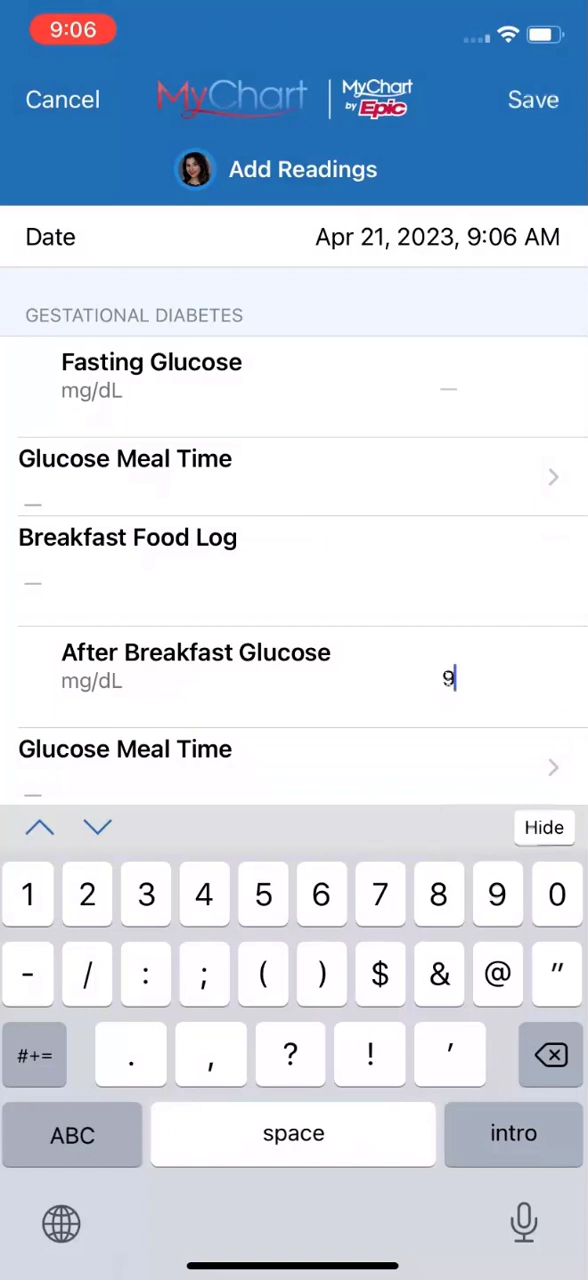 9:06
Cancel
MyChart
MyChart
by Epic
Save
Add Readings
Date
Apr 21, 2023, 9:06 AM
GESTATIONAL DIABETES
Fasting Glucose
mg/dL
—
Glucose Meal Time
—
Breakfast Food Log
—
After Breakfast Glucose
mg/dL
9
Glucose Meal Time
—
Hide
1 2 3 4 5 6 7 8 9 0
- / : ; ( ) $ & @ "
#+= . , ? ! '
ABC space intro